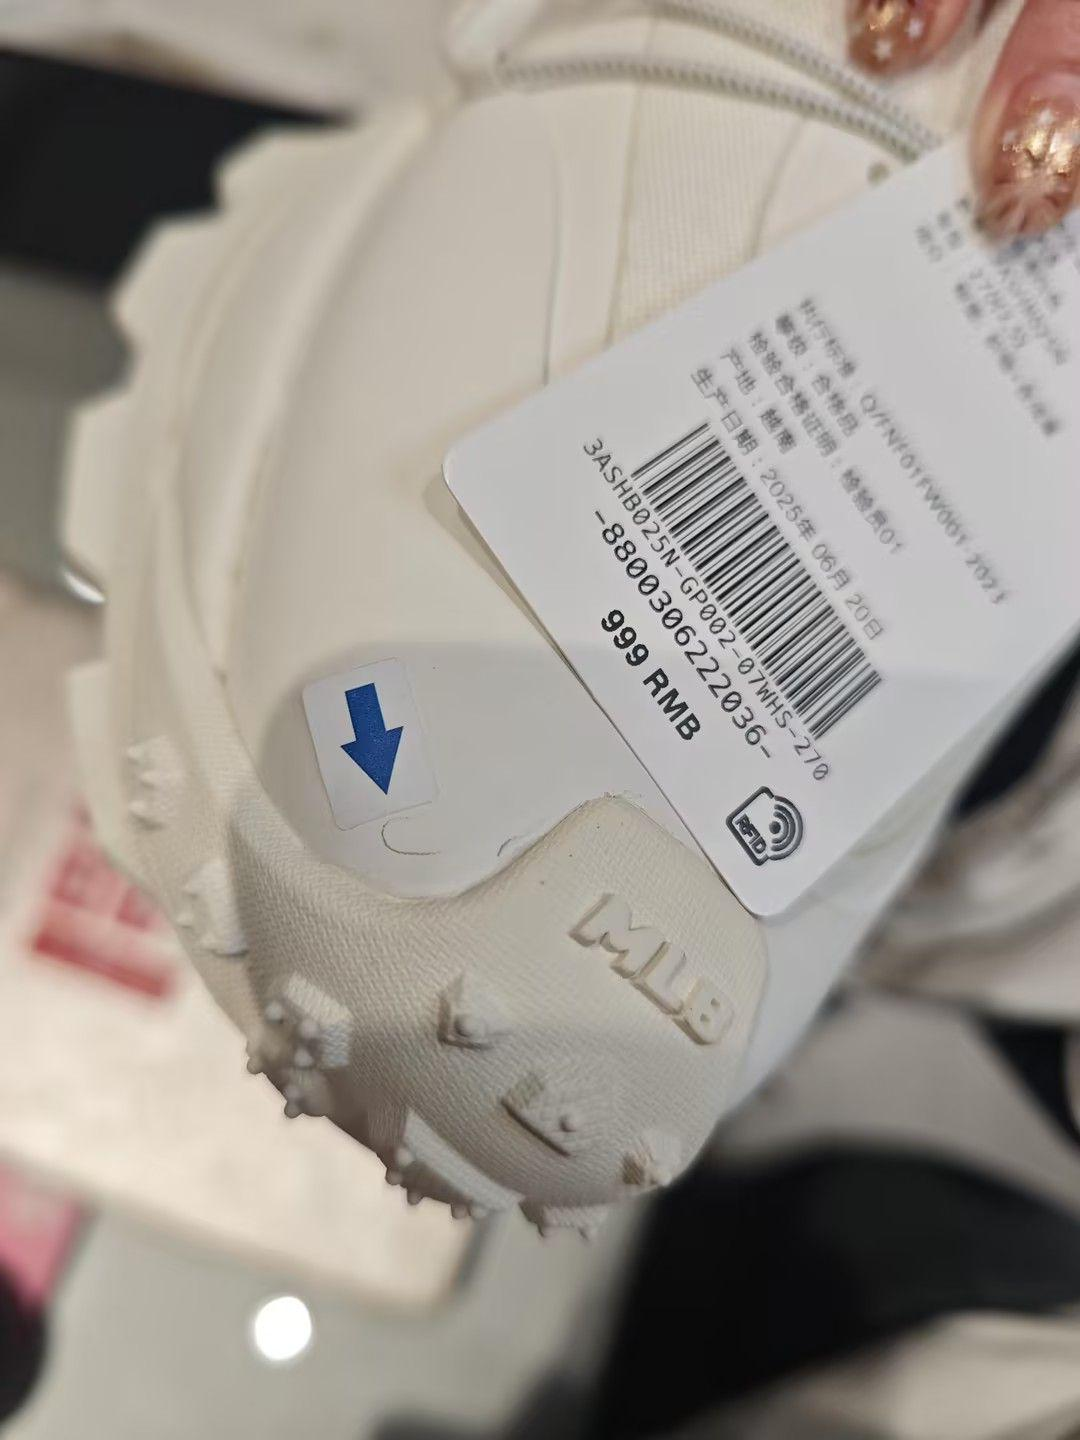 执行标准：Q/FNF01FW001 2023
等级：合格品
检验合格证明：检验员01
产地：越南
生产日期：2025年 06月 20日
3ASHB025N-GP002-07WHS-270
-8800306222036-
999 RMB
RFID
MLB